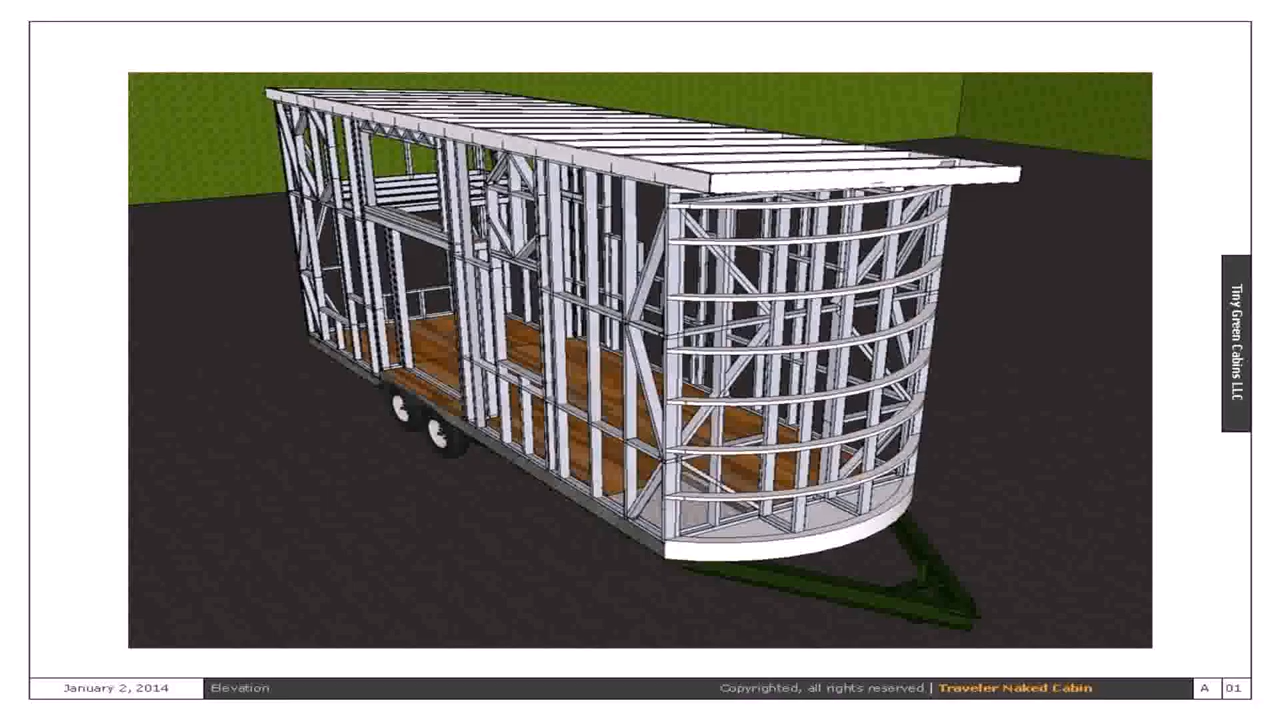 Tiny Green Cabins LLC
January 2, 2014
Elevation
Copyrighted, all rights reserved | Traveler Naked Cabin
A 01